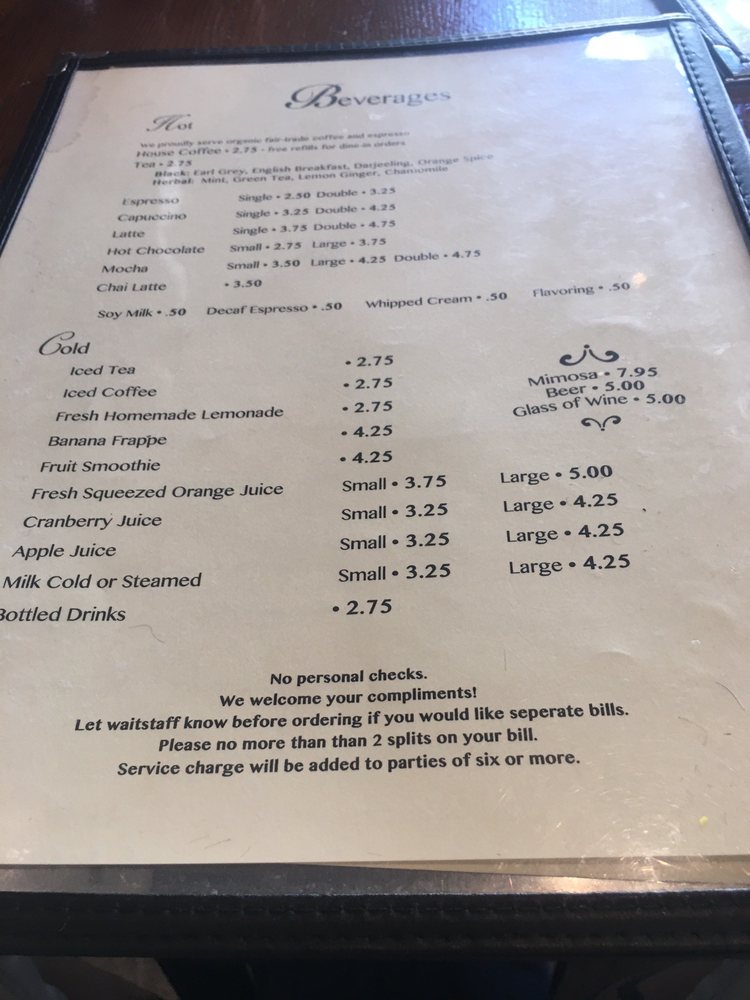 Beverages
Hot
We proudly serve organic fair-trade coffee and espresso
House Coffee • 2.75 - free refills for dine-in orders
Tea • 2.75
Black: Earl Grey, English Breakfast, Darjeeling, Orange Spice
Herbal: Mint, Green Tea, Lemon Ginger, Chamomile
Espresso Single • 2.50 Double • 3.25
Capuccino Single • 3.25 Double • 4.25
Latte Single • 3.75 Double • 4.75
Hot Chocolate Small • 2.75 Large • 3.75
Mocha Small • 3.50 Large • 4.25 Double • 4.75
Chai Latte • 3.50
Soy Milk • .50 Decaf Espresso • .50 Whipped Cream • .50 Flavoring • .50
Cold
Iced Tea • 2.75
Iced Coffee • 2.75
Fresh Homemade Lemonade • 2.75
Banana Frappe • 4.25
Fruit Smoothie • 4.25
Mimosa • 7.95
Beer • 5.00
Glass of Wine • 5.00
Fresh Squeezed Orange Juice Small • 3.75 Large • 5.00
Cranberry Juice Small • 3.25 Large • 4.25
Apple Juice Small • 3.25 Large • 4.25
Milk Cold or Steamed Small • 3.25 Large • 4.25
Bottled Drinks • 2.75
No personal checks.
We welcome your compliments!
Let waitstaff know before ordering if you would like seperate bills.
Please no more than than 2 splits on your bill.
Service charge will be added to parties of six or more.